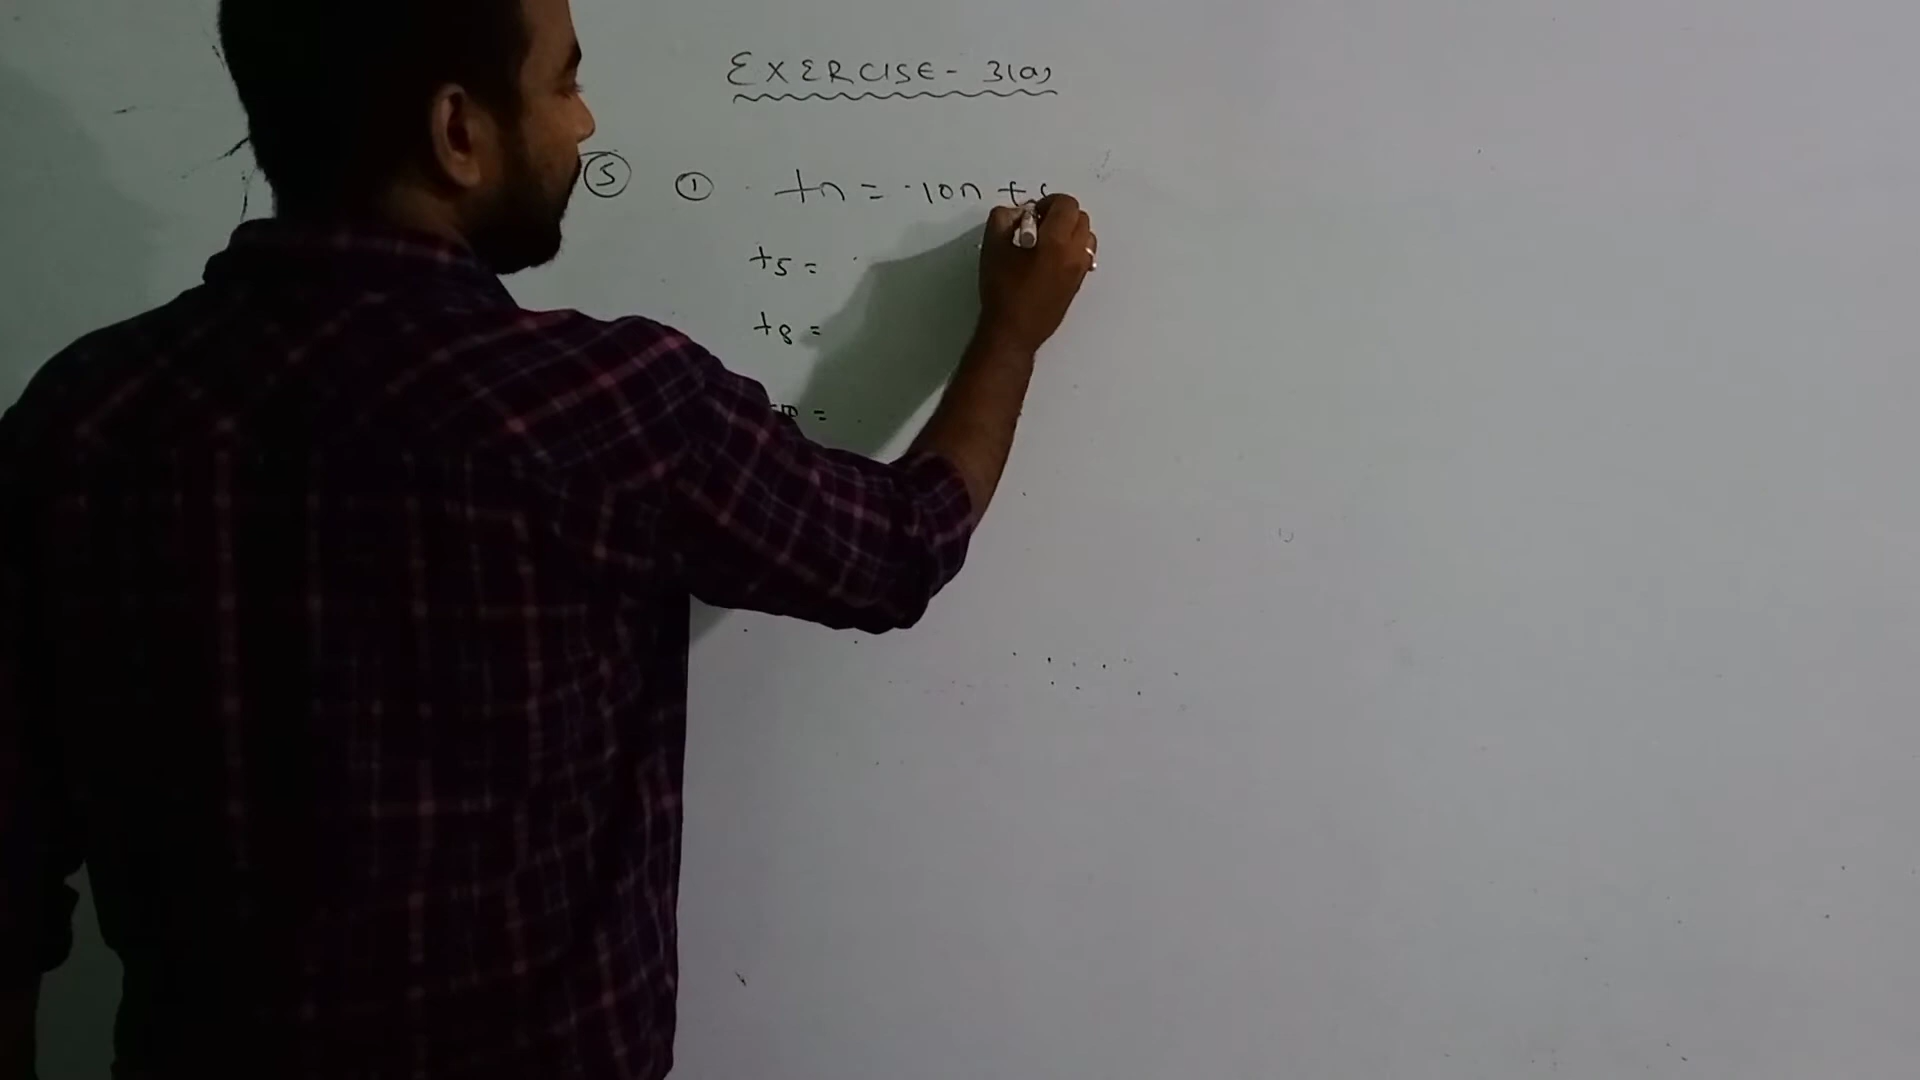 EXERCISE - 3(a)
5 1 tn = 10n +
t5 =
t8 =
=